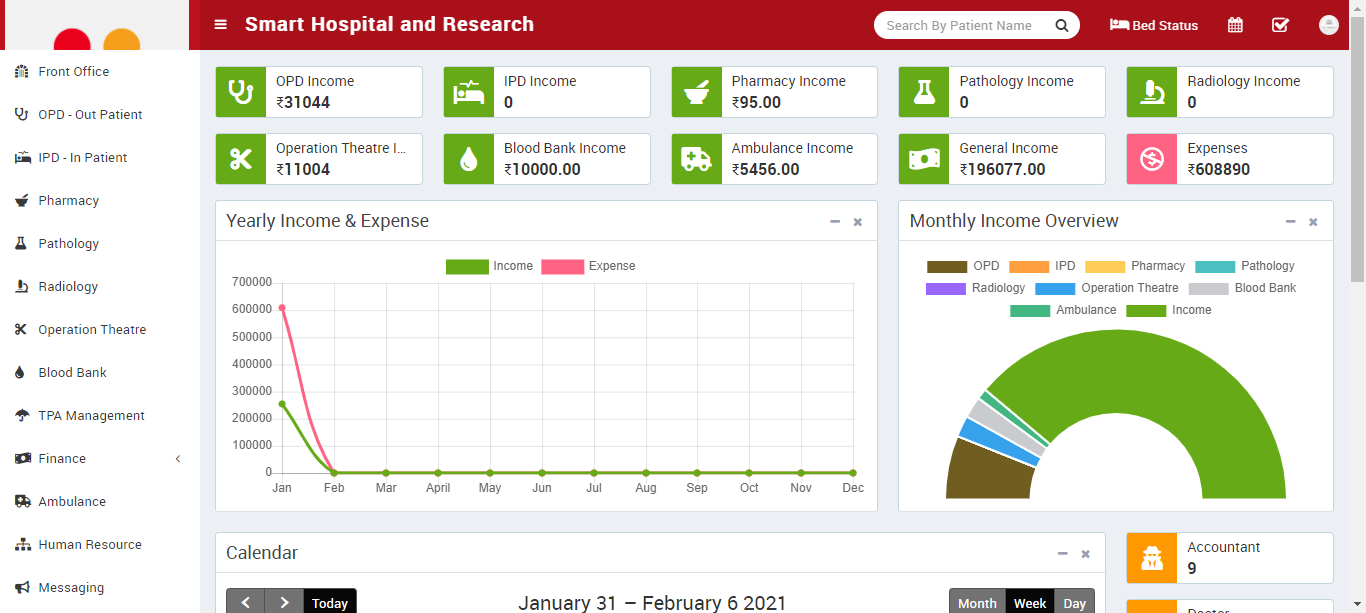 Smart Hospital and Research
Search By Patient Name
Bed Status
Front Office
OPD - Out Patient
IPD - In Patient
Pharmacy
Pathology
Radiology
Operation Theatre
Blood Bank
TPA Management
Finance
Ambulance
Human Resource
Messaging
OPD Income
₹31044
IPD Income
0
Pharmacy Income
₹95.00
Pathology Income
0
Radiology Income
0
Operation Theatre I...
₹11004
Blood Bank Income
₹10000.00
Ambulance Income
₹5456.00
General Income
₹196077.00
Expenses
₹608890
Yearly Income & Expense
Income Expense
700000
600000
500000
400000
300000
200000
100000
0
Jan Feb Mar April May Jun Jul Aug Sep Oct Nov Dec
Monthly Income Overview
OPD IPD Pharmacy Pathology
Radiology Operation Theatre Blood Bank
Ambulance Income
Calendar
Today
January 31 – February 6 2021
Month Week Day
Accountant
9
Doctor